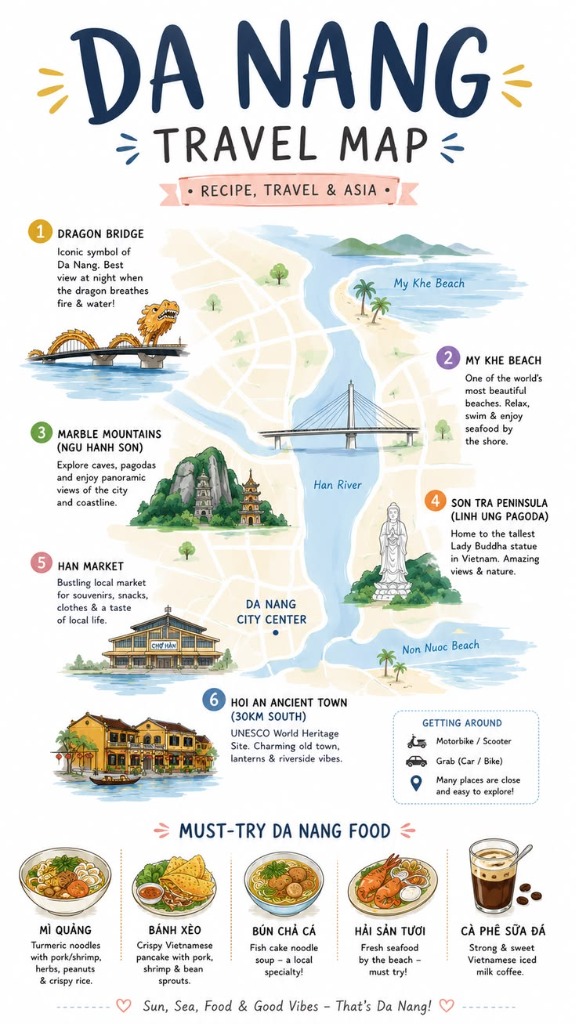 DA NANG
TRAVEL MAP
• RECIPE, TRAVEL & ASIA •
1
DRAGON BRIDGE
Iconic symbol of
Da Nang. Best
view at night when
the dragon breathes
fire & water!
My Khe Beach
2
MY KHE BEACH
One of the world's
most beautiful
beaches. Relax,
swim & enjoy
seafood by
the shore.
3
MARBLE MOUNTAINS
(NGU HANH SON)
Explore caves, pagodas
and enjoy panoramic
views of the city
and coastline.
Han River
4
SON TRA PENINSULA
(LINH UNG PAGODA)
Home to the tallest
Lady Buddha statue
in Vietnam. Amazing
views & nature.
5
HAN MARKET
Bustling local market
for souvenirs, snacks,
clothes & a taste
of local life.
CHỢ HÀN
DA NANG
CITY CENTER
Non Nuoc Beach
6
HOI AN ANCIENT TOWN
(30KM SOUTH)
UNESCO World Heritage
Site. Charming old town,
lanterns & riverside vibes.
GETTING AROUND
Motorbike / Scooter
Grab (Car / Bike)
Many places are close
and easy to explore!
MUST-TRY DA NANG FOOD
MÌ QUẢNG
Turmeric noodles
with pork/shrimp,
herbs, peanuts
& crispy rice.
BÁNH XÈO
Crispy Vietnamese
pancake with pork,
shrimp & bean
sprouts.
BÚN CHẢ CÁ
Fish cake noodle
soup – a local
specialty!
HẢI SẢN TƯƠI
Fresh seafood
by the beach –
must try!
CÀ PHÊ SỮA ĐÁ
Strong & sweet
Vietnamese iced
milk coffee.
Sun, Sea, Food & Good Vibes – That's Da Nang!